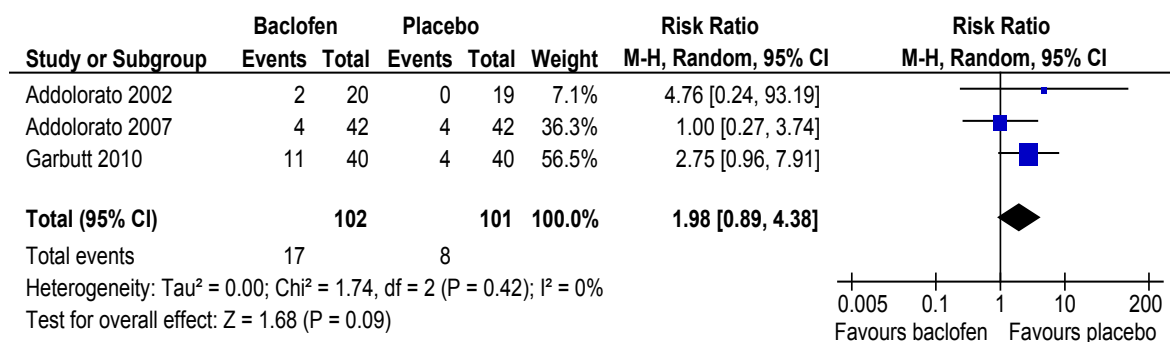 Baclofen Placebo Risk Ratio Risk Ratio
Study or Subgroup Events Total Events Total Weight M-H, Random, 95% CI M-H, Random, 95% CI
Addolorato 2002 2 20 0 19 7.1% 4.76 [0.24, 93.19]
Addolorato 2007 4 42 4 42 36.3% 1.00 [0.27, 3.74]
Garbutt 2010 11 40 4 40 56.5% 2.75 [0.96, 7.91]
Total (95% CI) 102 101 100.0% 1.98 [0.89, 4.38]
Total events 17 8
Heterogeneity: Tau² = 0.00; Chi² = 1.74, df = 2 (P = 0.42); I² = 0%
Test for overall effect: Z = 1.68 (P = 0.09)
0.005 0.1 1 10 200
Favours baclofen Favours placebo